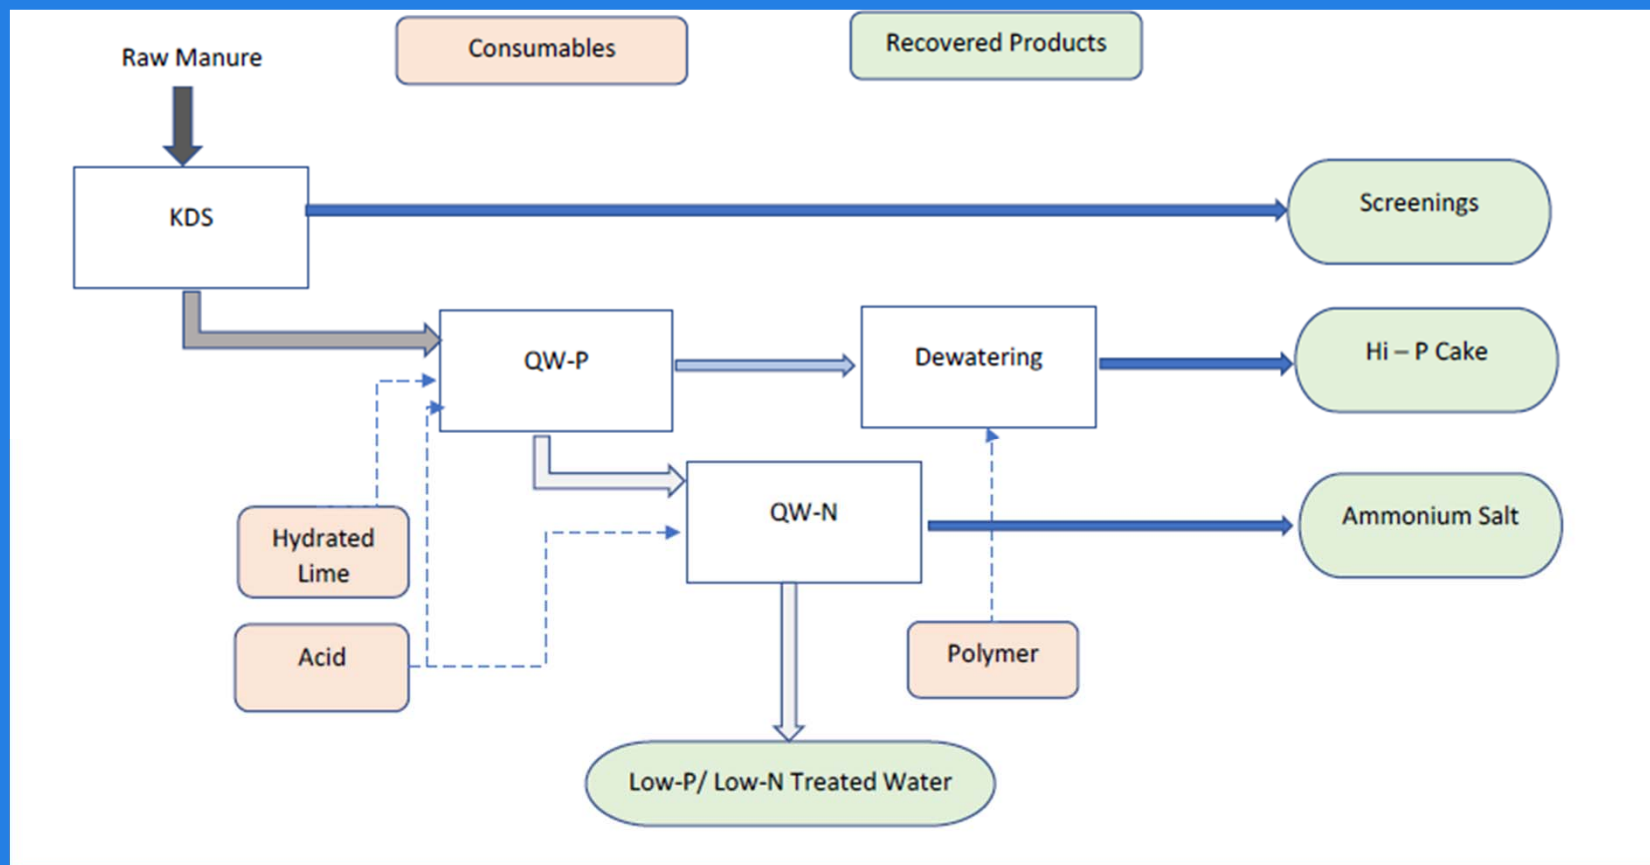 Raw Manure
Consumables
Recovered Products
KDS
Screenings
QW-P
Dewatering
Hi – P Cake
QW-N
Ammonium Salt
Hydrated
Lime
Acid
Polymer
Low-P/ Low-N Treated Water